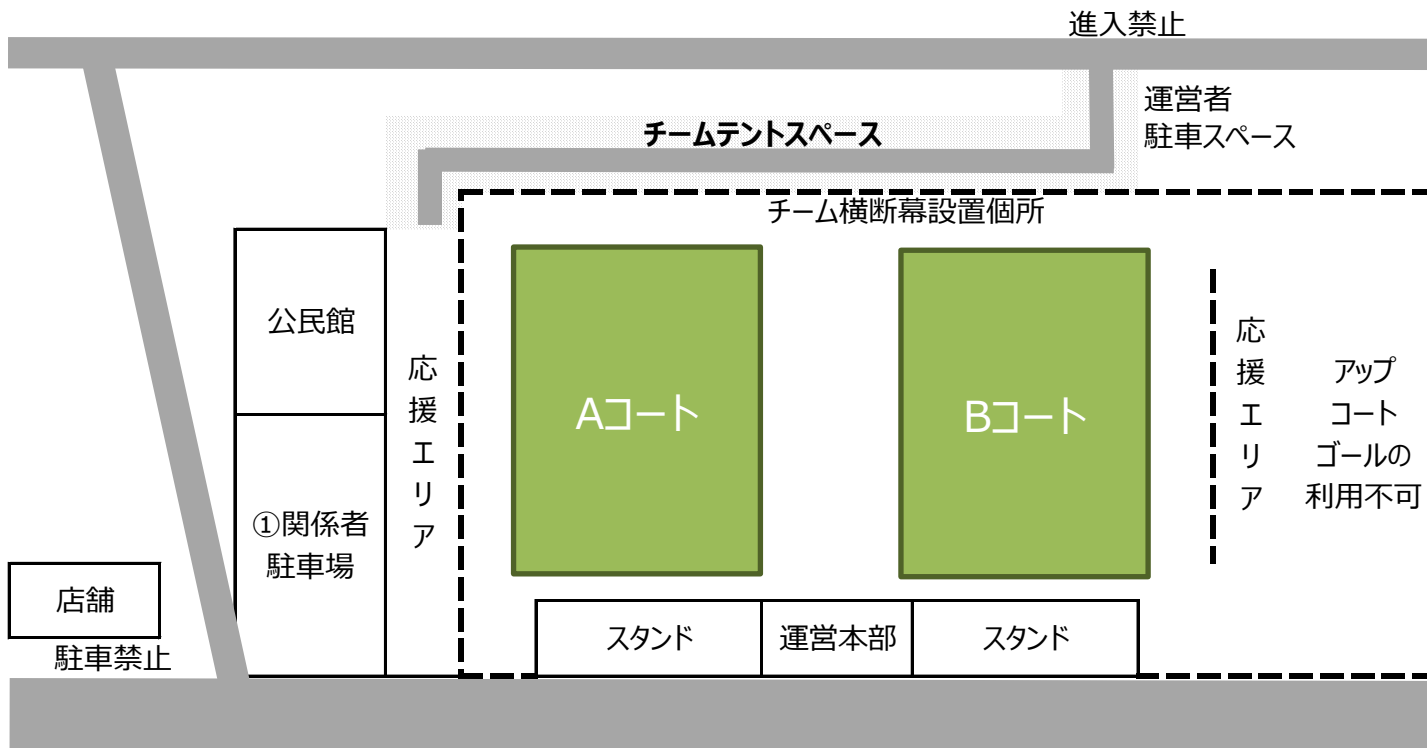 進入禁止
運営者
駐車スペース
チームテントスペース
チーム横断幕設置個所
公民館
①関係者
駐車場
応援エリア
Aコート
Bコート
応援エリア
アップ
コート
ゴールの
利用不可
店舗
駐車禁止
スタンド
運営本部
スタンド